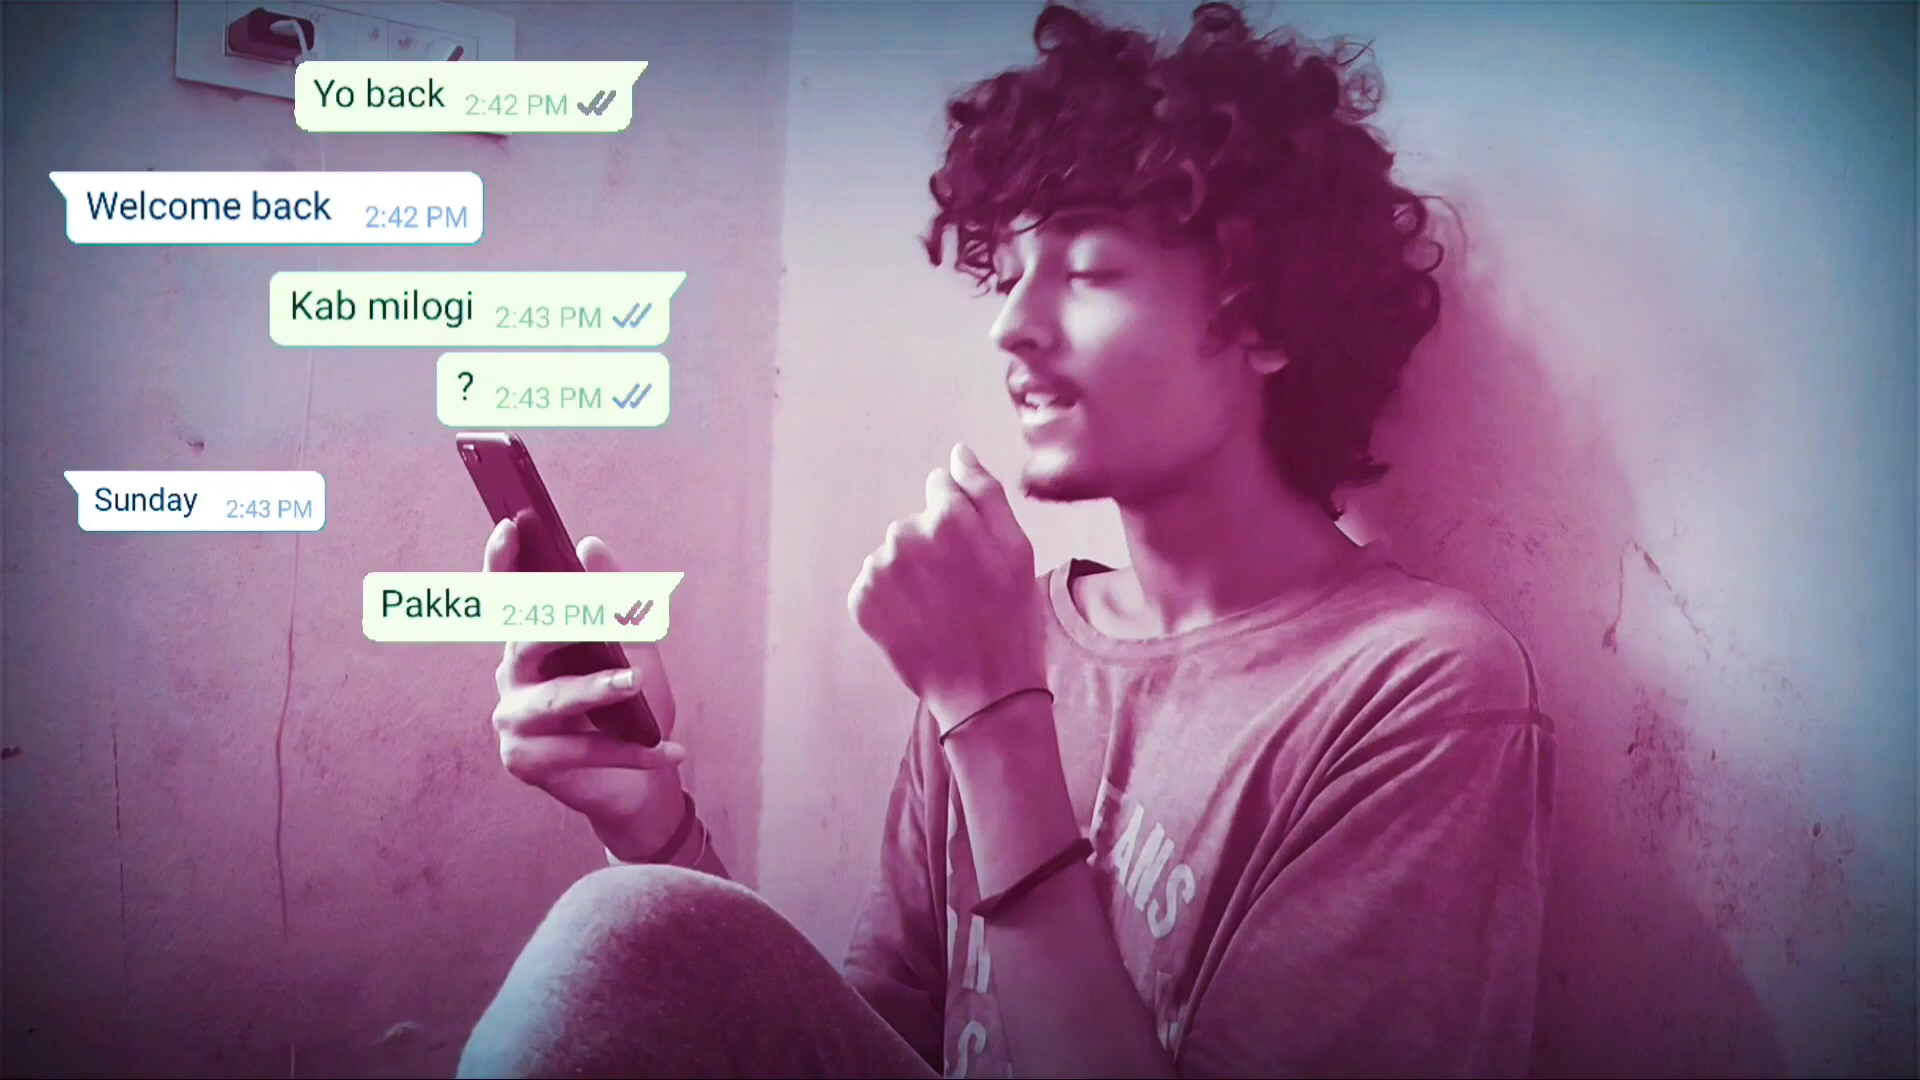 Yo back 2:42 PM
Welcome back 2:42 PM
Kab milogi 2:43 PM
? 2:43 PM
Sunday 2:43 PM
Pakka 2:43 PM